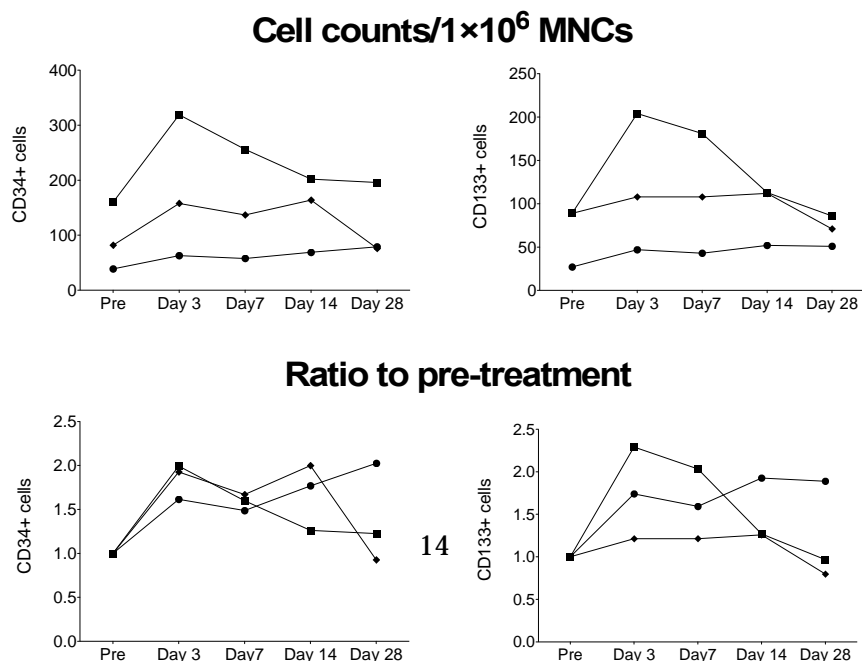 Cell counts/1×10⁶ MNCs
CD34+ cells
400
300
200
100
0
Pre Day 3 Day7 Day 14 Day 28
CD133+ cells
250
200
150
100
50
0
Pre Day 3 Day7 Day 14 Day 28
Ratio to pre-treatment
CD34+ cells
2.5
2.0
1.5
1.0
0.5
0.0
Pre Day 3 Day7 Day 14 Day 28
14
CD133+ cells
2.5
2.0
1.5
1.0
0.5
0.0
Pre Day 3 Day7 Day 14 Day 28